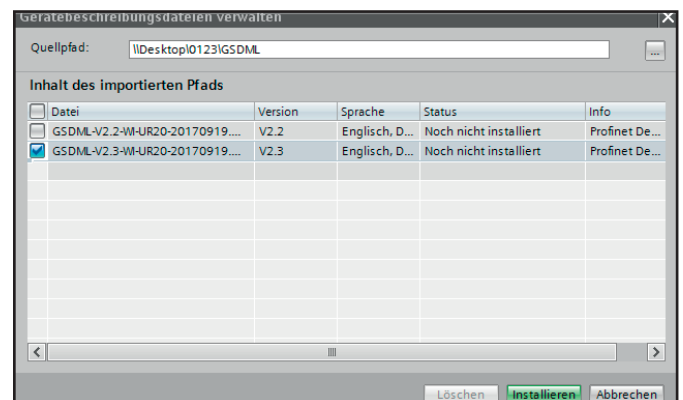 Gerätebeschreibungsdateien verwalten
Quellpfad: \\Desktop\0123\GSDML ...
Inhalt des importierten Pfads
Datei Version Sprache Status Info
GSDML-V2.2-WI-UR20-20170919.... V2.2 Englisch, D... Noch nicht installiert Profinet De...
GSDML-V2.3-WI-UR20-20170919.... V2.3 Englisch, D... Noch nicht installiert Profinet De...
Löschen Installieren Abbrechen